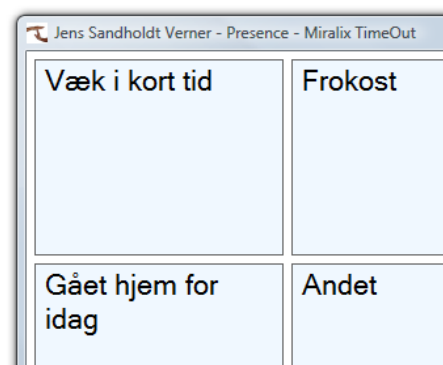 Jens Sandholdt Verner - Presence - Miralix TimeOut
Væk i kort tid
Frokost
Gået hjem for
idag
Andet